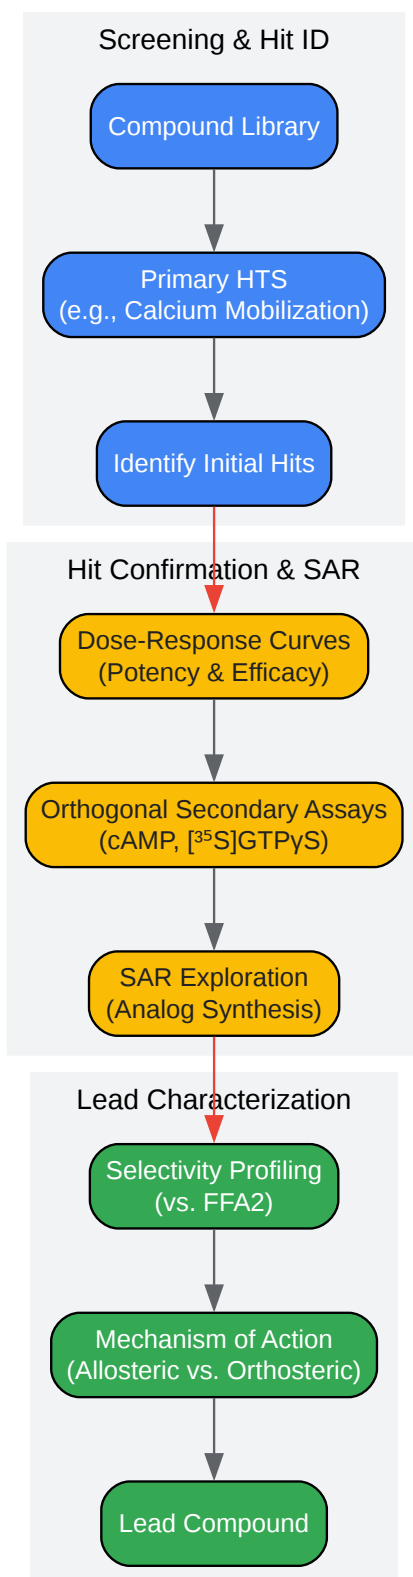 Screening & Hit ID
Compound Library
Primary HTS
(e.g., Calcium Mobilization)
Identify Initial Hits
Hit Confirmation & SAR
Dose-Response Curves
(Potency & Efficacy)
Orthogonal Secondary Assays
(cAMP, [³⁵S]GTPγS)
SAR Exploration
(Analog Synthesis)
Lead Characterization
Selectivity Profiling
(vs. FFA2)
Mechanism of Action
(Allosteric vs. Orthosteric)
Lead Compound